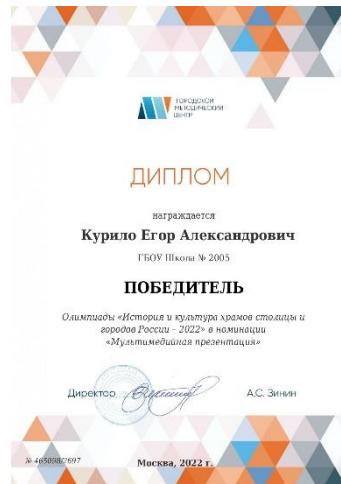 ГОРОДСКОЙ
МЕТОДИЧЕСКИЙ
ЦЕНТР
ДИПЛОМ
награждается
Курило Егор Александрович
ГБОУ Школа № 2005
ПОБЕДИТЕЛЬ
Олимпиады «История и культура храмов столицы и
городов России – 2022» в номинации
«Мультимедийная презентация»
Директор А.С. Зинин
Москва, 2022 г.